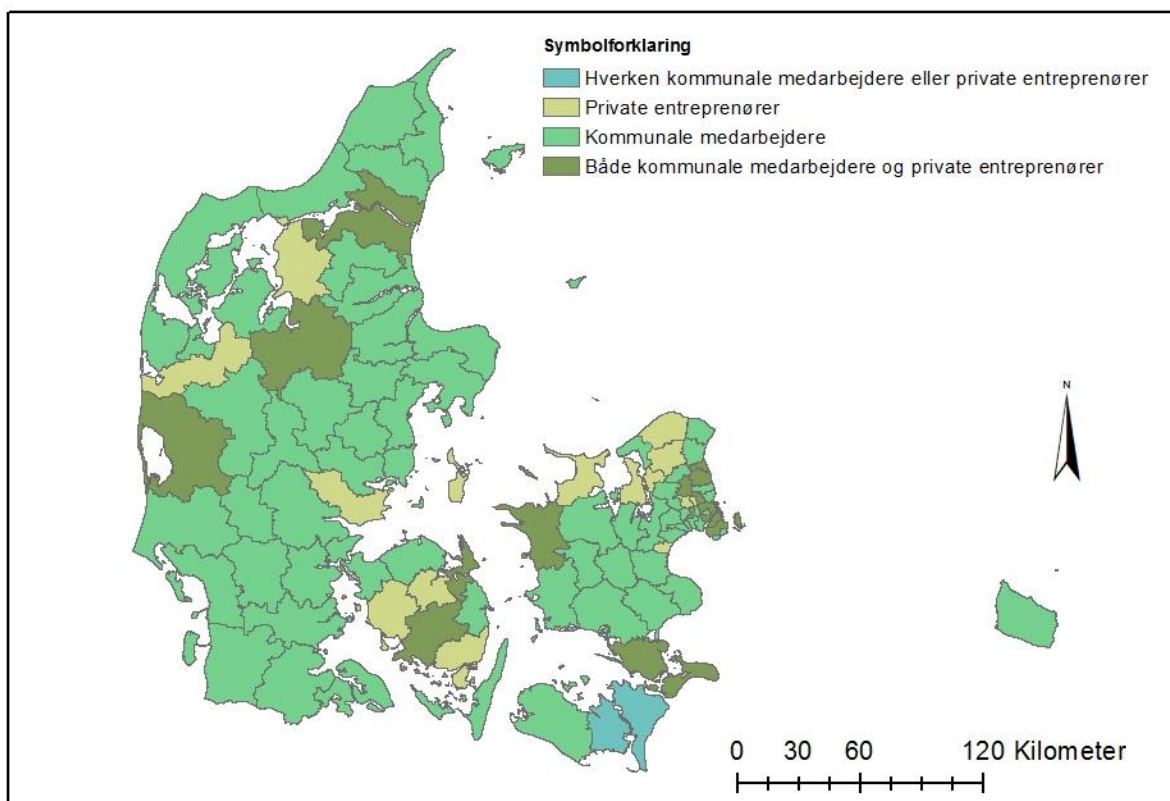 Symbolforklaring
Hverken kommunale medarbejdere eller private entreprenører
Private entreprenører
Kommunale medarbejdere
Både kommunale medarbejdere og private entreprenører
N
0 30 60 120 Kilometer